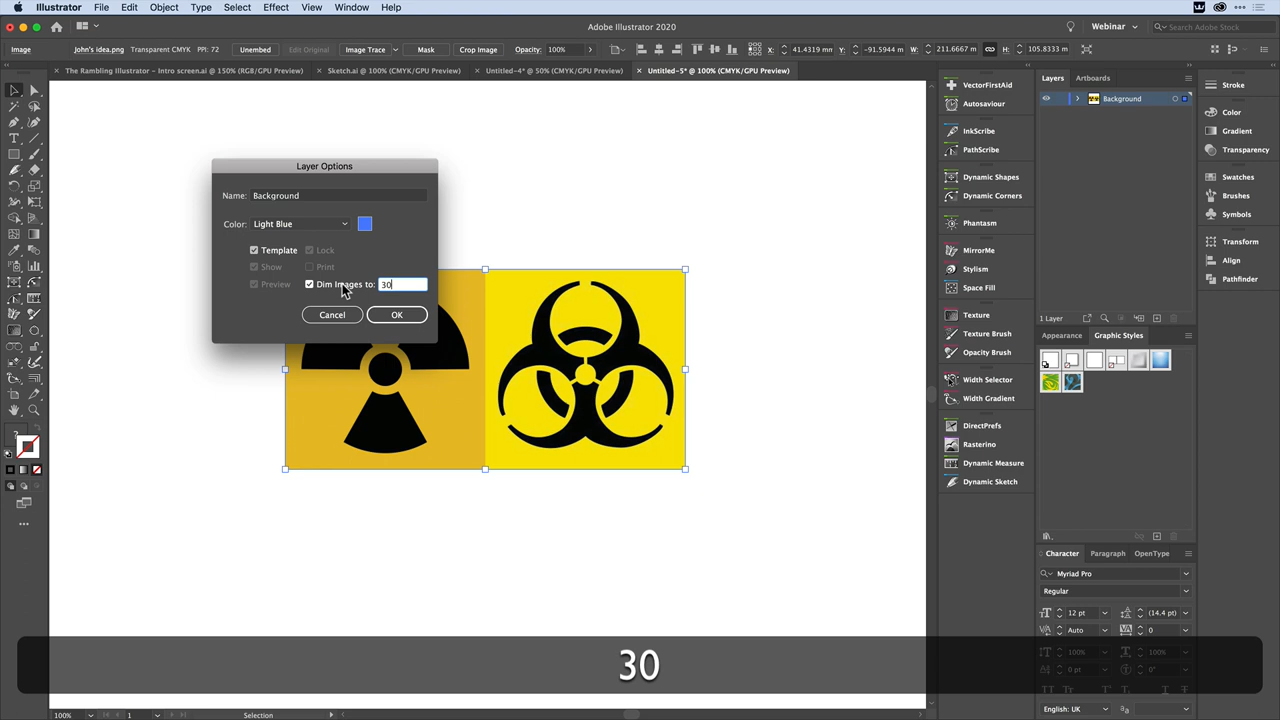 Illustrator File Edit Object Type Select Effect View Window Help
Adobe Illustrator 2020
Webinar
Search Adobe Stock
Image John's idea.png Transparent CMYK PPI: 72 Unembed Edit Original Image Trace Mask Crop Image Opacity: 100% X: 41.4319 mm Y: -91.5944 mm W: 211.6667 m H: 105.8333 m
× The Rambling Illustrator – Intro screen.ai @ 150% (RGB/GPU Preview) × Sketch.ai @ 100% (CMYK/GPU Preview) × Untitled-4* @ 50% (CMYK/GPU Preview) × Untitled-5* @ 100% (CMYK/GPU Preview)
Layer Options
Name: Background
Color: Light Blue
Template Lock
Show Print
Preview Dim Images to: 30
Cancel OK
VectorFirstAid
Autosaviour
InkScribe
PathScribe
Dynamic Shapes
Dynamic Corners
Phantasm
MirrorMe
Stylism
Space Fill
Texture
Texture Brush
Opacity Brush
Width Selector
Width Gradient
DirectPrefs
Rasterino
Dynamic Measure
Dynamic Sketch
Layers Artboards
Background
1 Layer
Appearance Graphic Styles
Character Paragraph OpenType
Myriad Pro
Regular
12 pt (14.4 pt)
Auto 0
100% 100%
0 pt 0°
English: UK
Stroke
Color
Gradient
Transparency
Swatches
Brushes
Symbols
Transform
Align
Pathfinder
30
100% 1 Selection